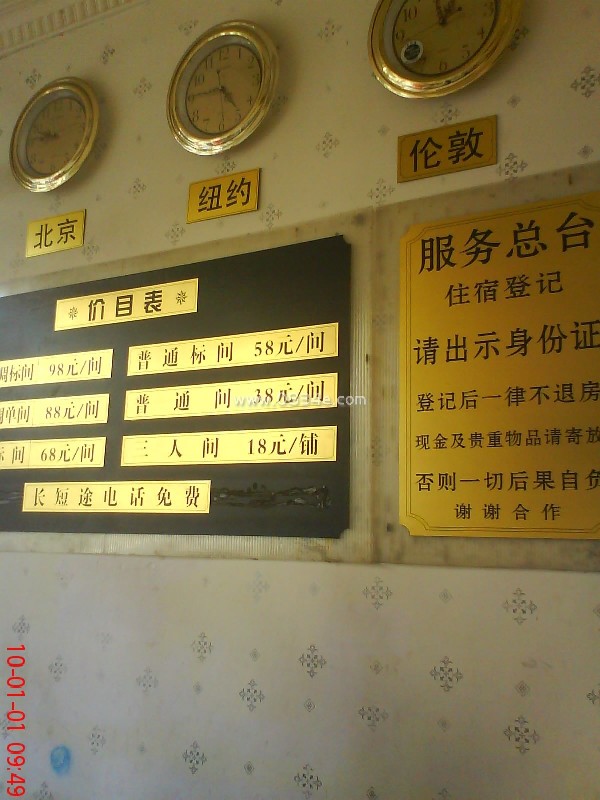 北京
纽约
伦敦
价目表
调标间 98元/间
普通标间 58元/间
单间 88元/间
普通间 38元/间
标间 68元/间
三人间 18元/铺
长短途电话免费
服务总台
住宿登记
请出示身份证
登记后一律不退房
现金及贵重物品请寄放
否则一切后果自负
谢谢合作
10-01-01 09:49